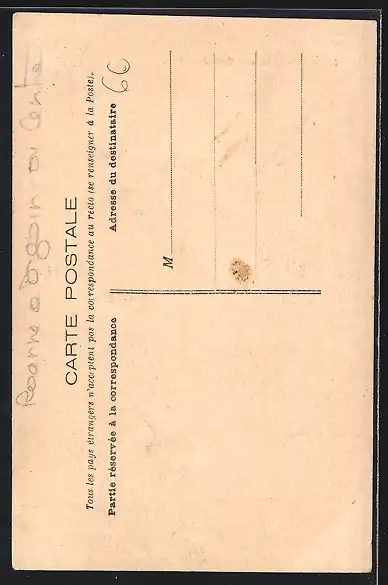 CARTE POSTALE
Tous les pays étrangers n'acceptent pas la correspondance au recto (se renseigner à la Poste).
Partie réservée à la correspondance
Adresse du destinataire
60
M